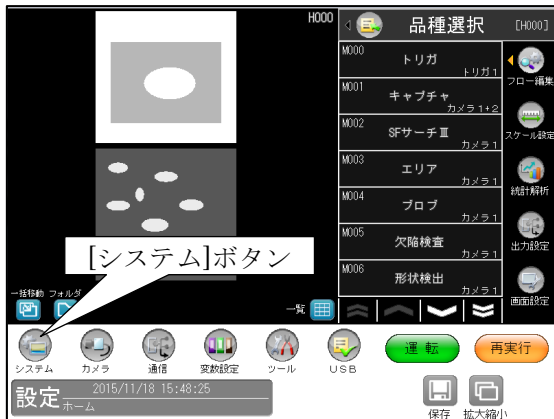 H000
品種選択
[H000]
M000
トリガ
トリガ1
M001
キャプチャ
カメラ1+2
M002
SFサーチⅢ
カメラ1
M003
エリア
カメラ1
M004
ブロブ
カメラ1
M005
欠陥検査
カメラ1
M006
形状検出
カメラ1
フロー編集
スケール設定
統計解析
出力設定
画面設定
[システム]ボタン
一括移動
フォルダ
一覧
システム
カメラ
通信
変数設定
ツール
USB
運転
再実行
設定
2015/11/18 15:48:25
ホーム
保存
拡大縮小